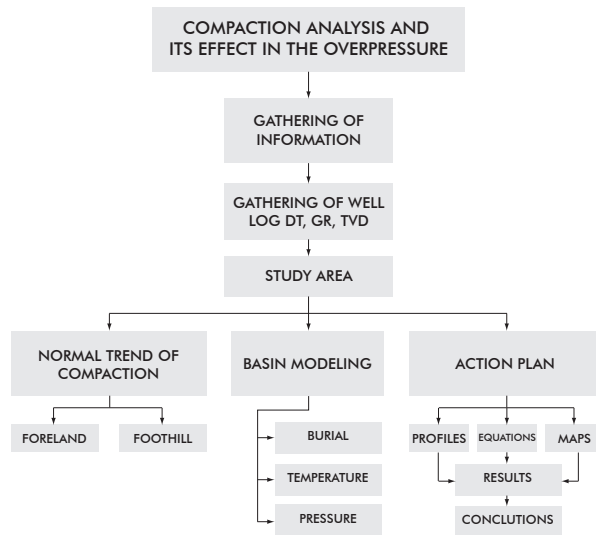 COMPACTION ANALYSIS AND
ITS EFFECT IN THE OVERPRESSURE
GATHERING OF
INFORMATION
GATHERING OF WELL
LOG DT, GR, TVD
STUDY AREA
NORMAL TREND OF
COMPACTION
BASIN MODELING
ACTION PLAN
FORELAND
FOOTHILL
BURIAL
TEMPERATURE
PRESSURE
PROFILES
EQUATIONS
MAPS
RESULTS
CONCLUTIONS